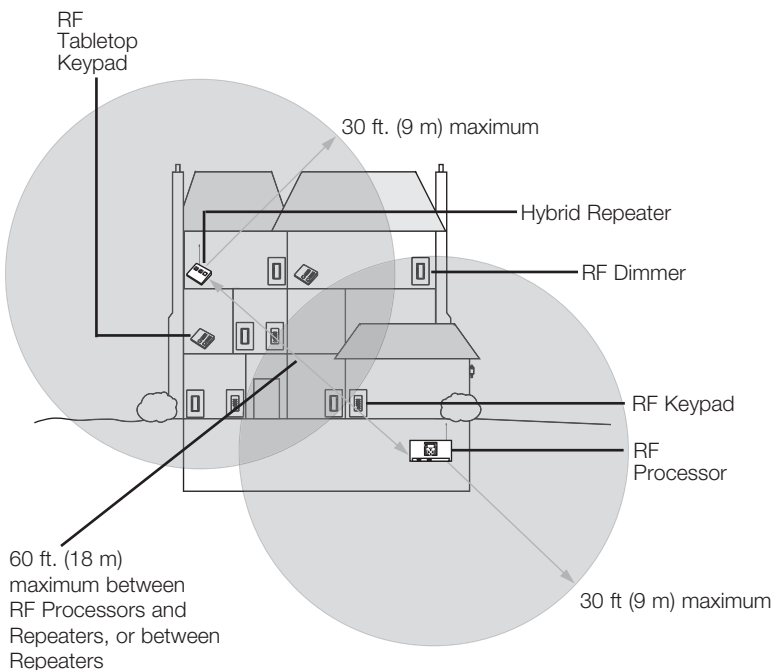 RF
Tabletop
Keypad
30 ft. (9 m) maximum
Hybrid Repeater
RF Dimmer
RF Keypad
RF
Processor
60 ft. (18 m)
maximum between
RF Processors and
Repeaters, or between
Repeaters
30 ft (9 m) maximum